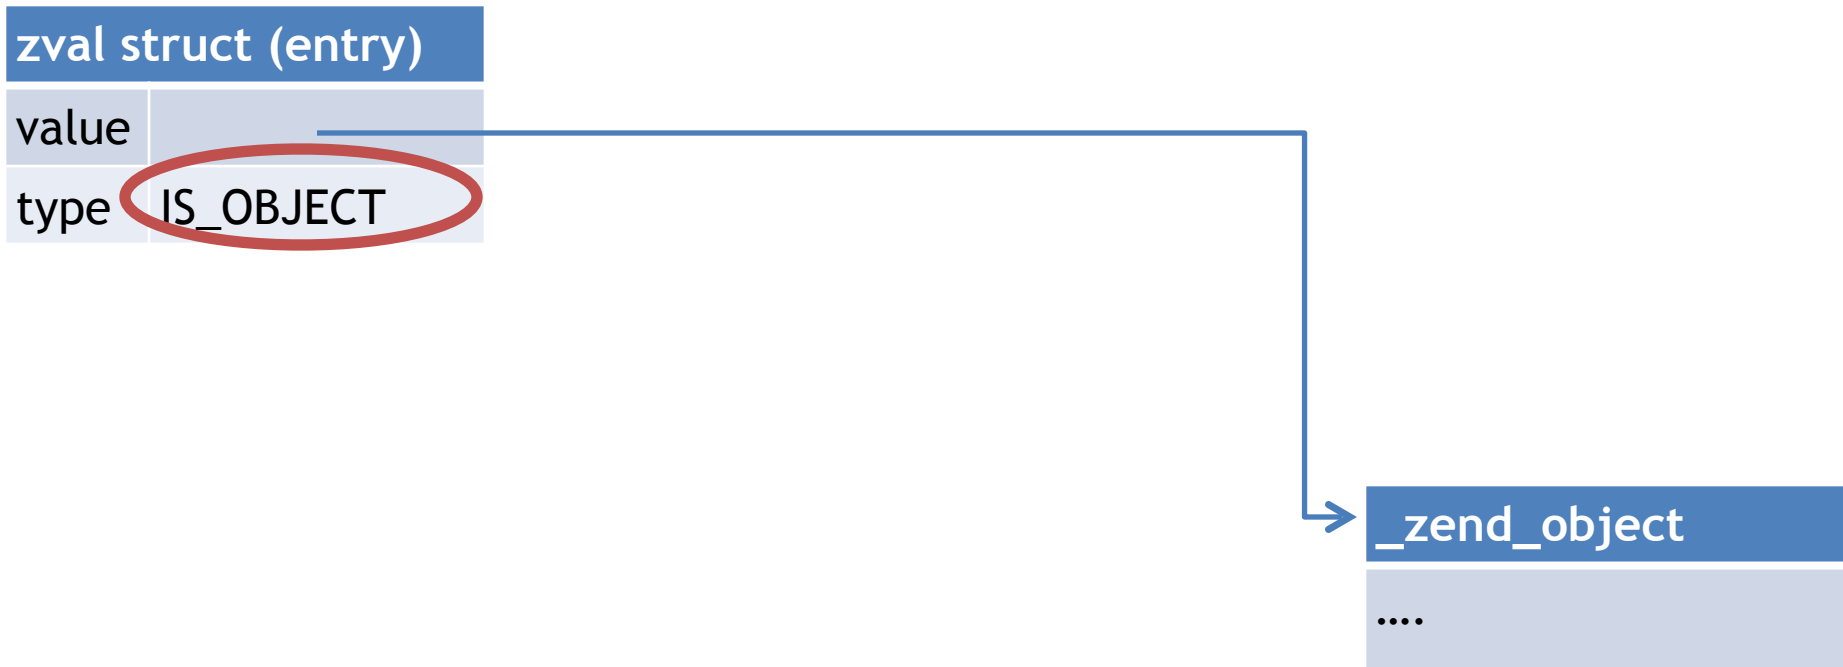 zval struct (entry)
value
type IS_OBJECT
_zend_object
....